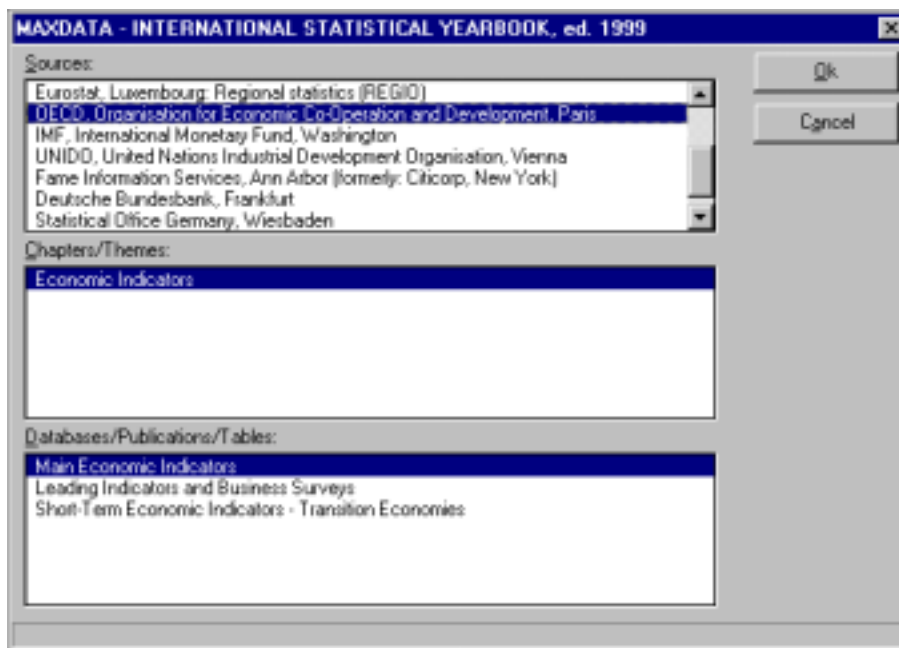 MAXDATA - INTERNATIONAL STATISTICAL YEARBOOK, ed. 1999
Sources:
Eurostat, Luxembourg: Regional statistics (REGIO)
OECD, Organisation for Economic Co-Operation and Development, Paris
IMF, International Monetary Fund, Washington
UNIDO, United Nations Industrial Development Organisation, Vienna
Fame Information Services, Ann Arbor (formerly: Citicorp, New York)
Deutsche Bundesbank, Frankfurt
Statistical Office Germany, Wiesbaden
Ok
Cancel
Chapters/Themes:
Economic Indicators
Databases/Publications/Tables:
Main Economic Indicators
Leading Indicators and Business Surveys
Short-Term Economic Indicators - Transition Economies